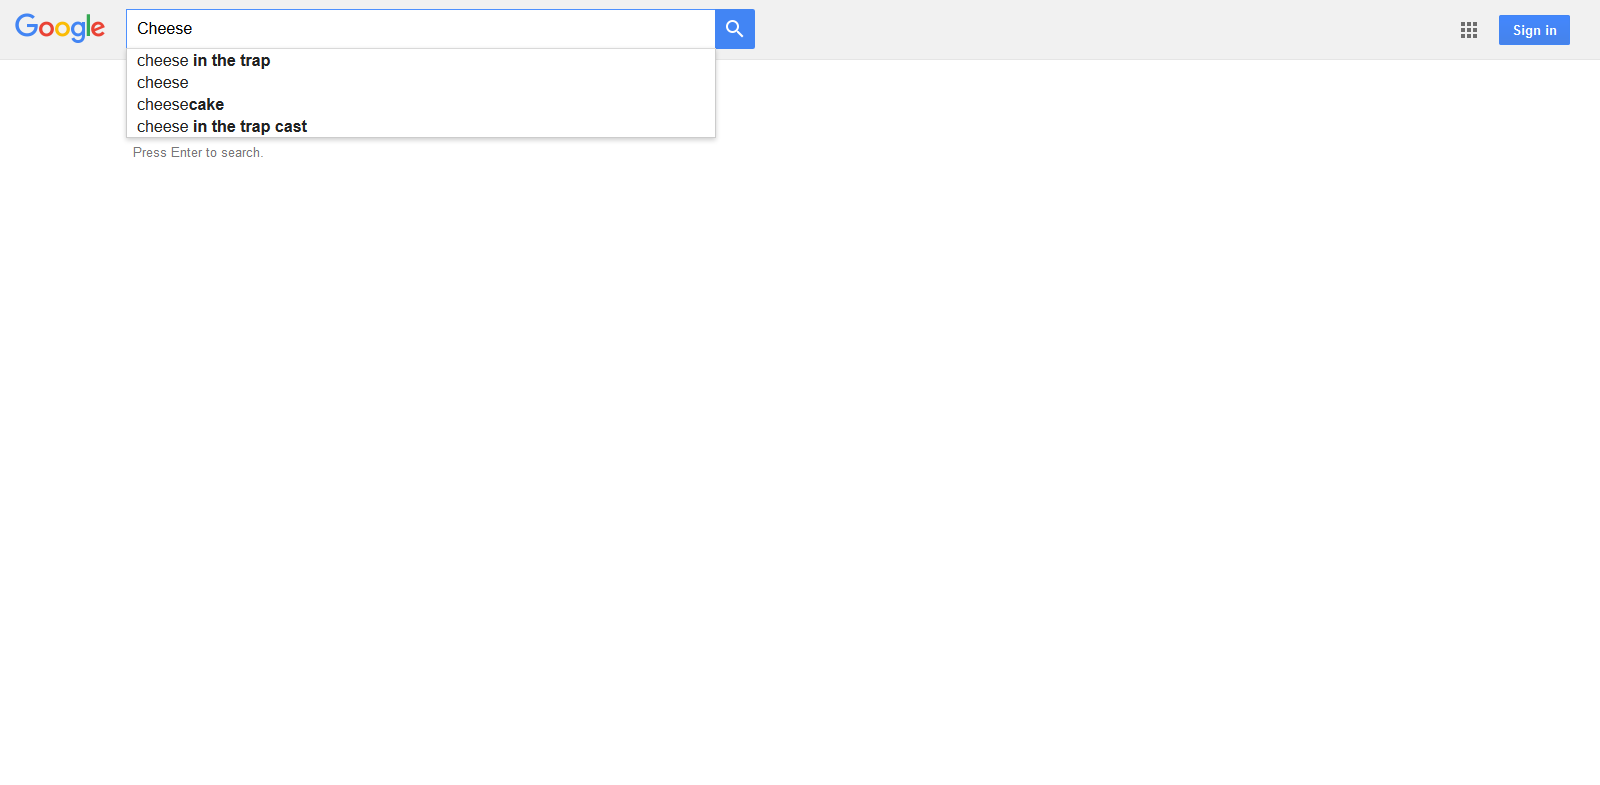 Google
Cheese
Sign in
cheese in the trap
cheese
cheesecake
cheese in the trap cast
Press Enter to search.